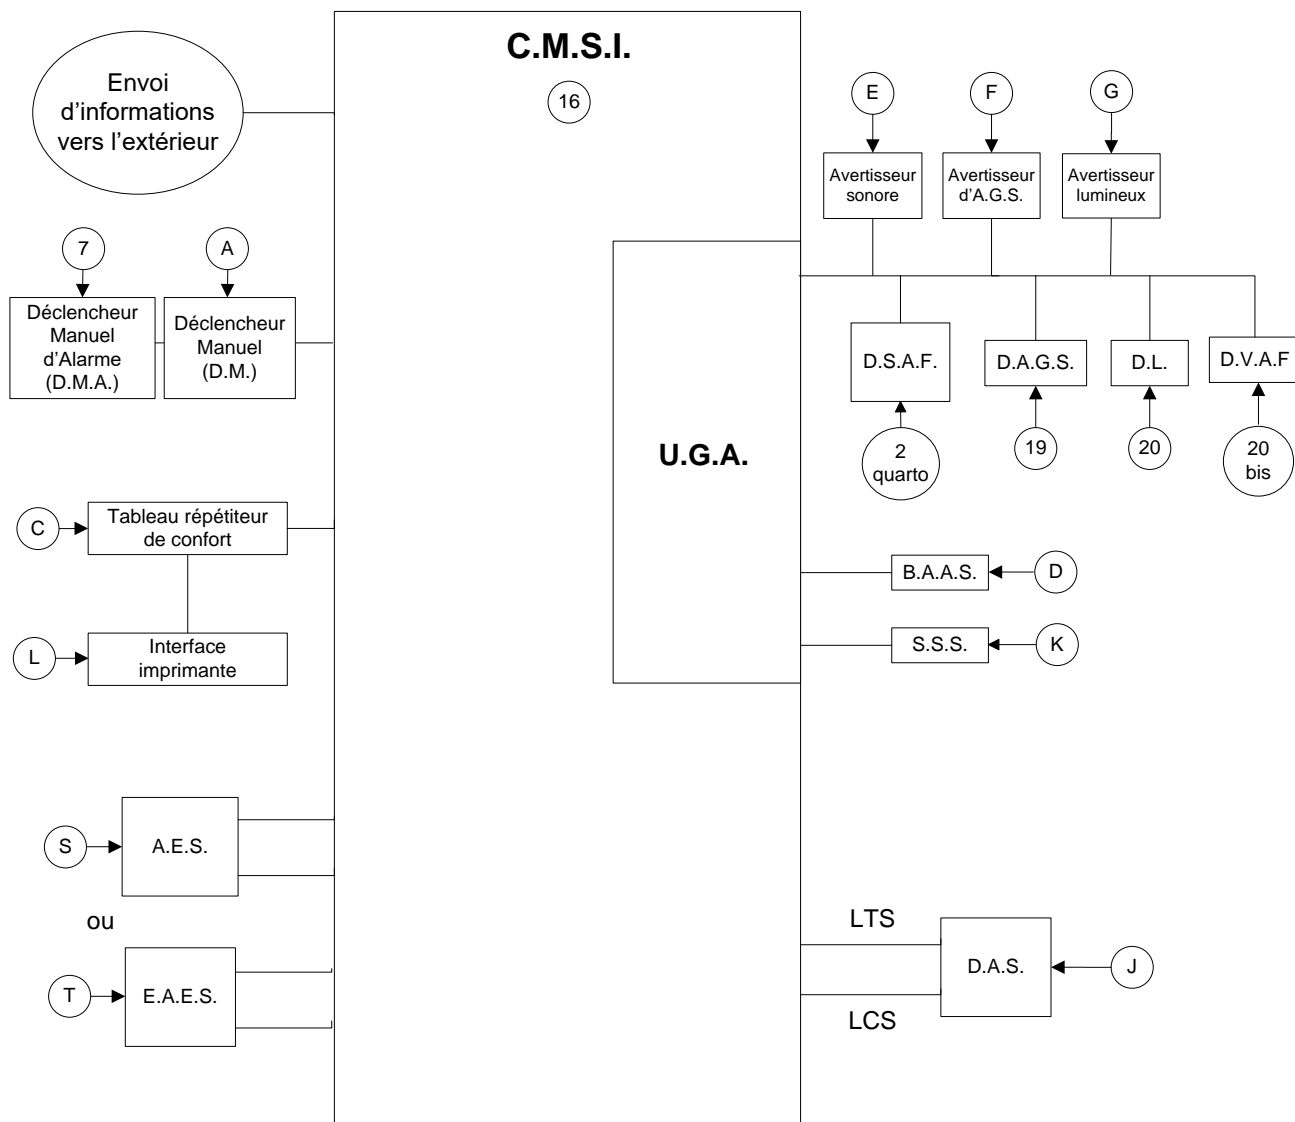 C.M.S.I.
16
Envoi
d'informations
vers l'extérieur
7
A
Déclencheur
Manuel
d'Alarme
(D.M.A.)
Déclencheur
Manuel
(D.M.)
C
Tableau répétiteur
de confort
L
Interface
imprimante
S
A.E.S.
ou
T
E.A.E.S.
U.G.A.
E
F
G
Avertisseur
sonore
Avertisseur
d'A.G.S.
Avertisseur
lumineux
D.S.A.F.
D.A.G.S.
D.L.
D.V.A.F
2
quarto
19
20
20
bis
B.A.A.S.
D
S.S.S.
K
LTS
D.A.S.
J
LCS